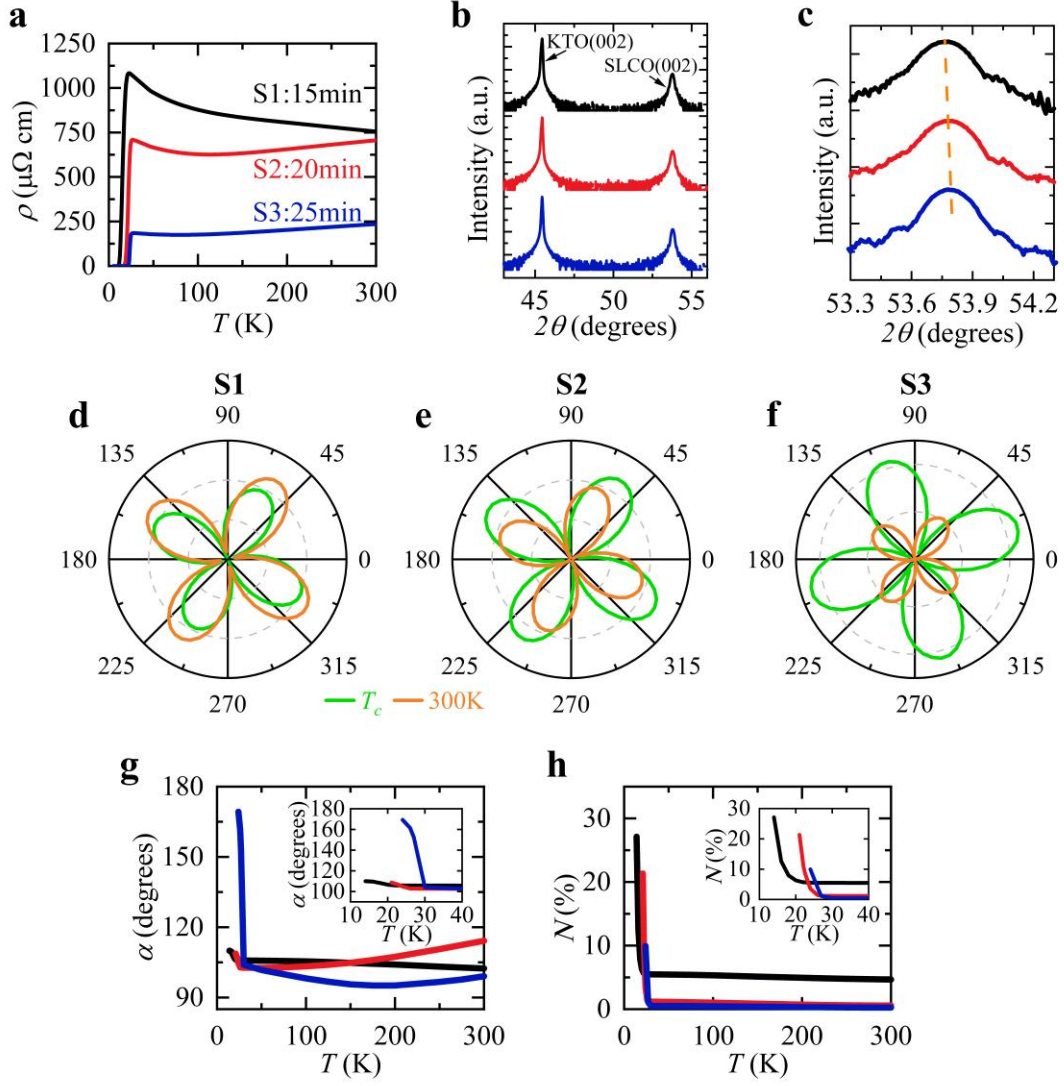 a
1250
1000
750
500
250
0
ρ (μΩ cm)
S1:15min
S2:20min
S3:25min
0 100 200 300
T (K)
b
Intensity (a.u.)
KTO(002)
SLCO(002)
45 50 55
2θ (degrees)
c
Intensity (a.u.)
53.3 53.6 53.9 54.2
2θ (degrees)
S1
d
90
135 45
180 0
225 315
270
S2
e
90
135 45
180 0
225 315
270
S3
f
90
135 45
180 0
225 315
270
Tc 300K
g
180
150
120
90
α (degrees)
0 100 200 300
T (K)
180
160
140
120
100
α (degrees)
10 20 30 40
T (K)
h
30
20
10
0
N (%)
0 100 200 300
T (K)
30
20
10
0
N (%)
10 20 30 40
T (K)